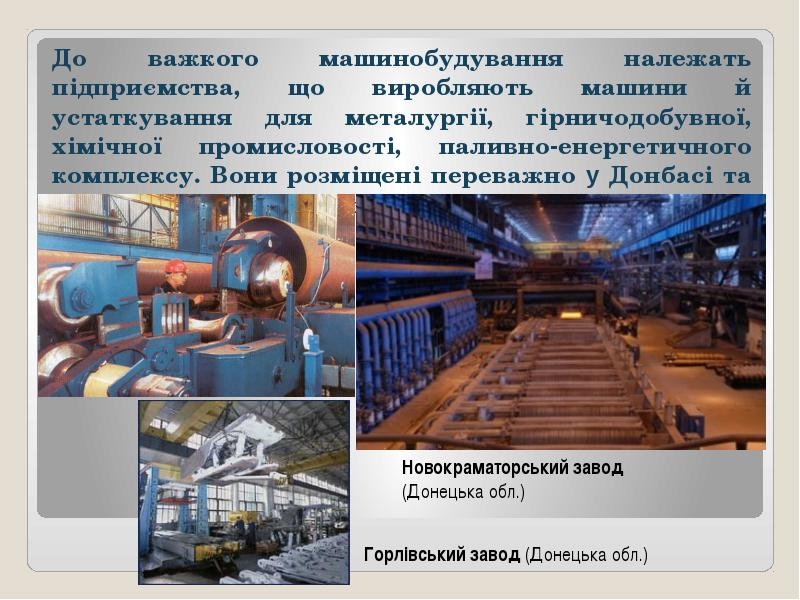 До важкого машинобудування належать
підприємства, що виробляють машини й
устаткування для металургії, гірничодобувної,
хімічної промисловості, паливно-енергетичного
комплексу. Вони розміщені переважно у Донбасі та
Новокраматорський завод
(Донецька обл.)
Горлівський завод (Донецька обл.)